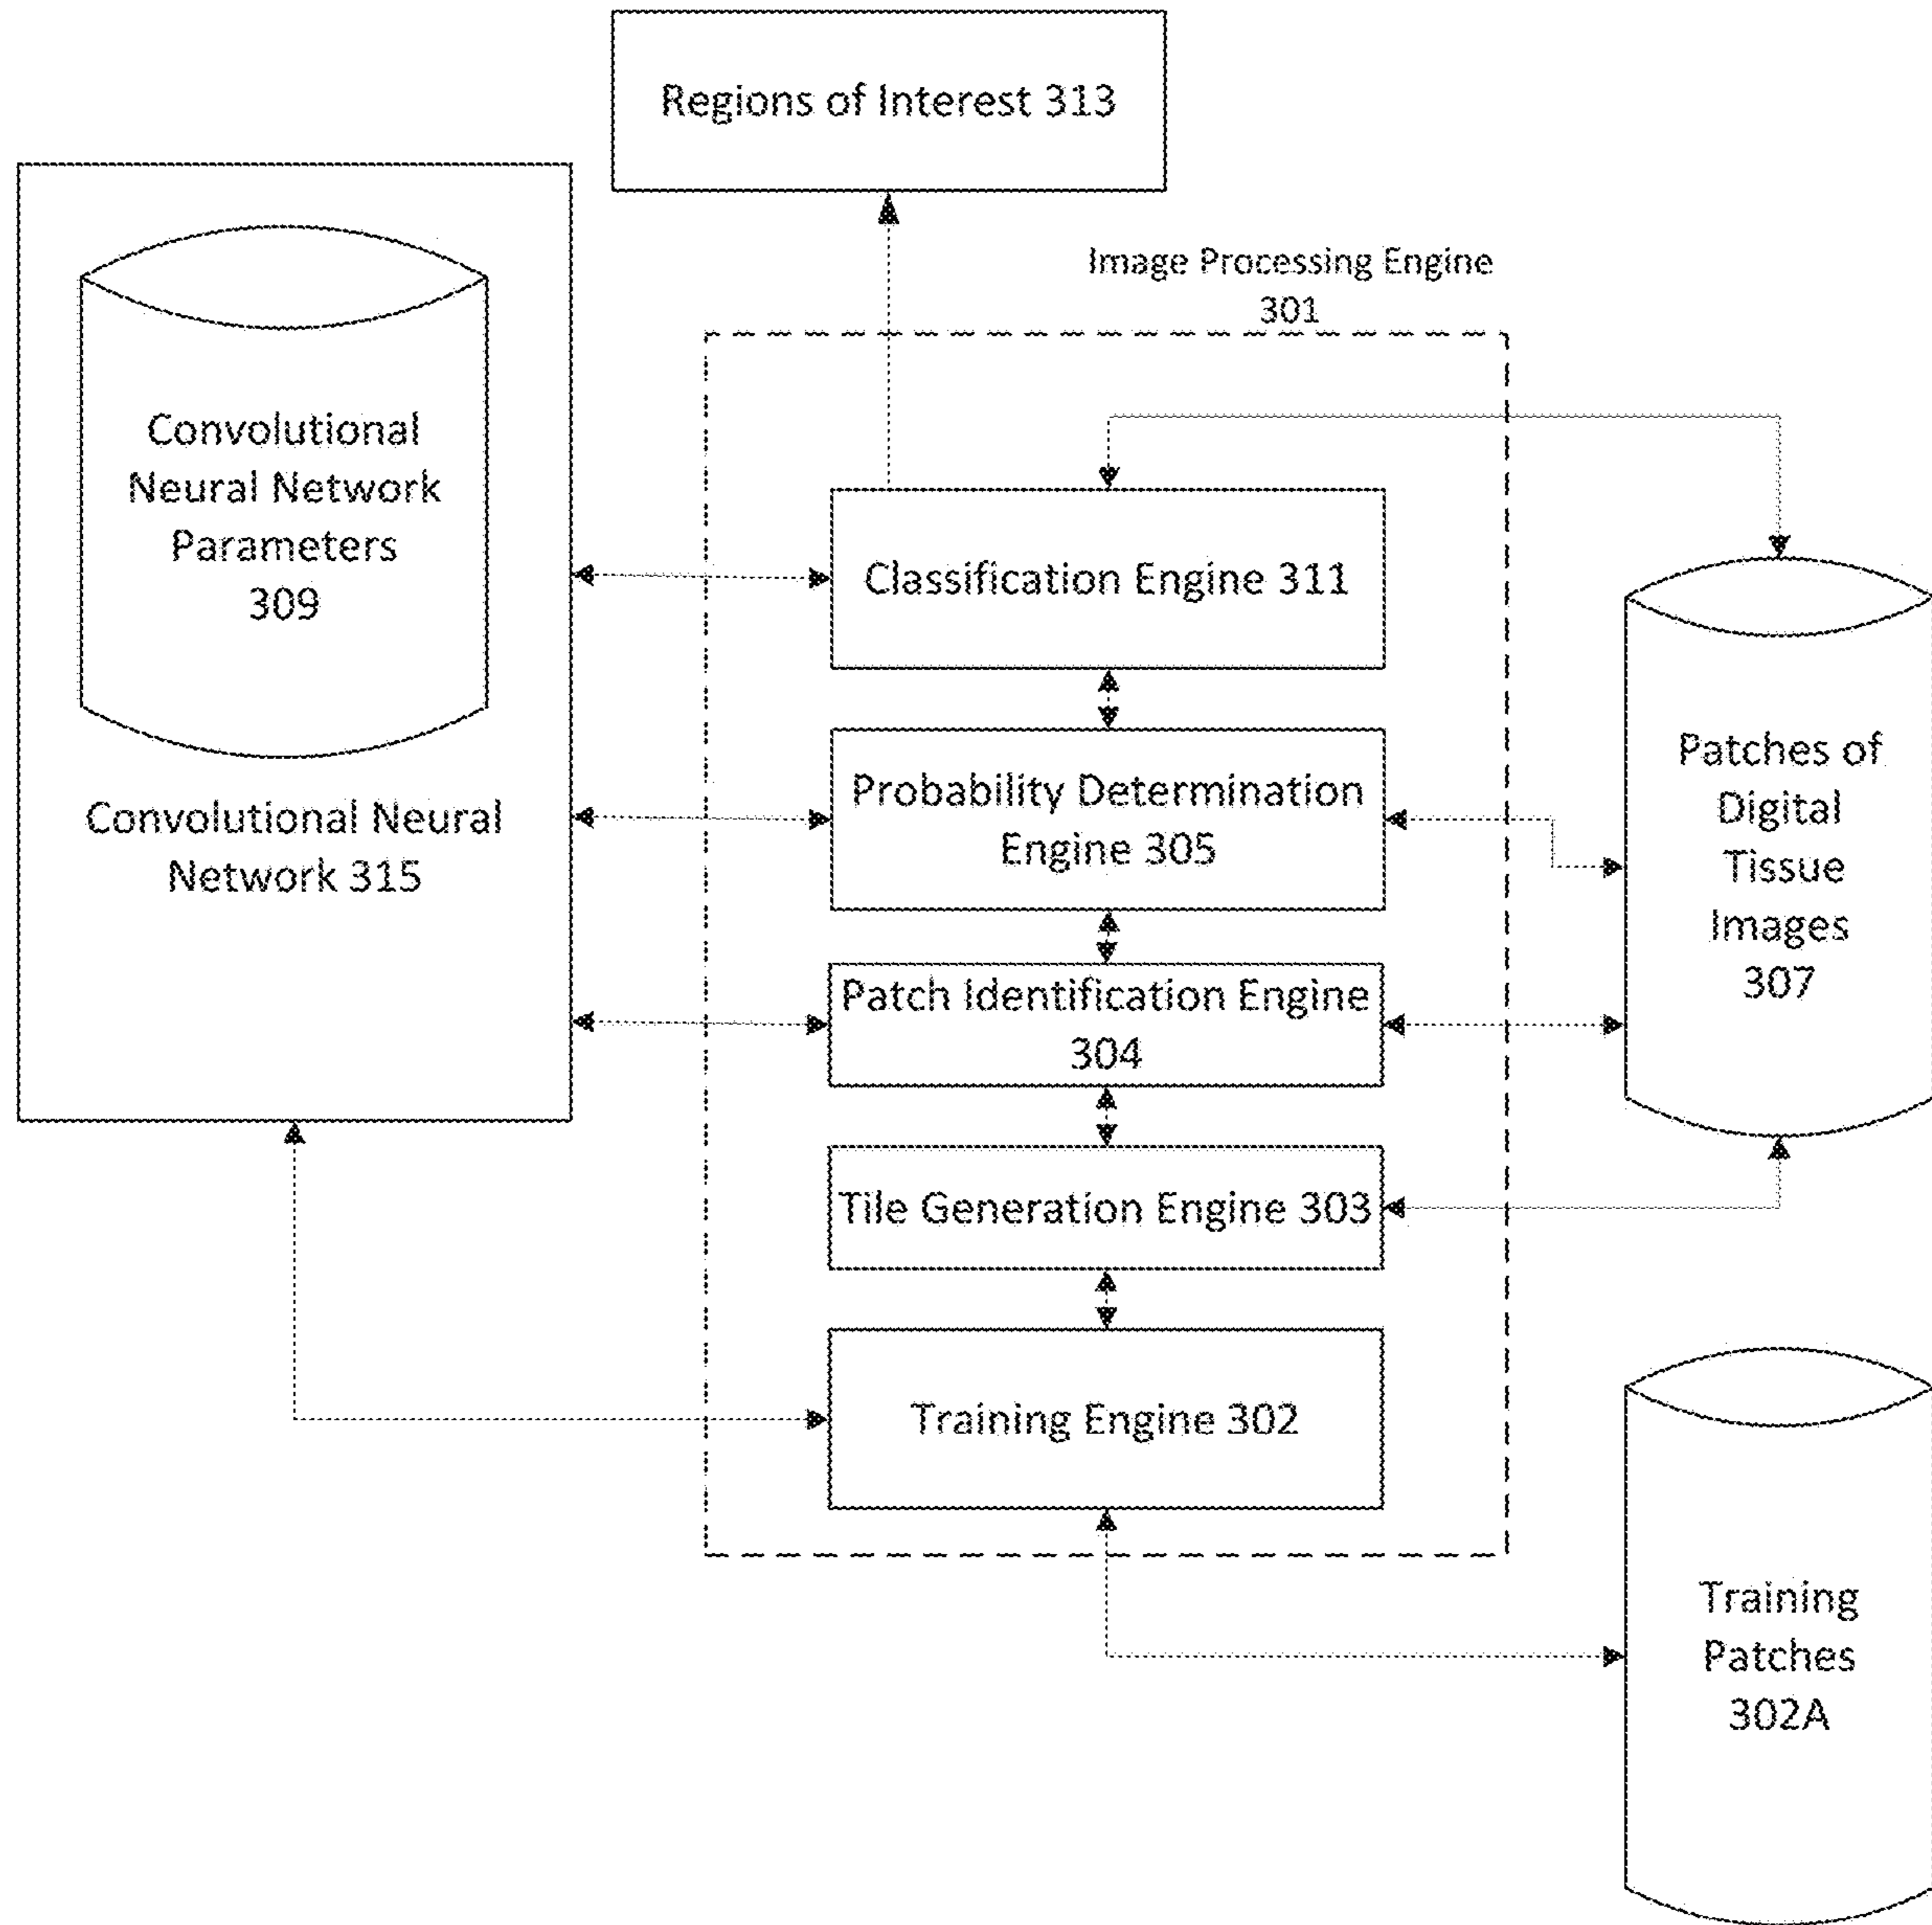 Regions of Interest 313
Image Processing Engine
301
Convolutional
Neural Network
Parameters
309
Convolutional Neural
Network 315
Classification Engine 311
Probability Determination
Engine 305
Patch Identification Engine
304
Tile Generation Engine 303
Training Engine 302
Patches of
Digital
Tissue
Images
307
Training
Patches
302A